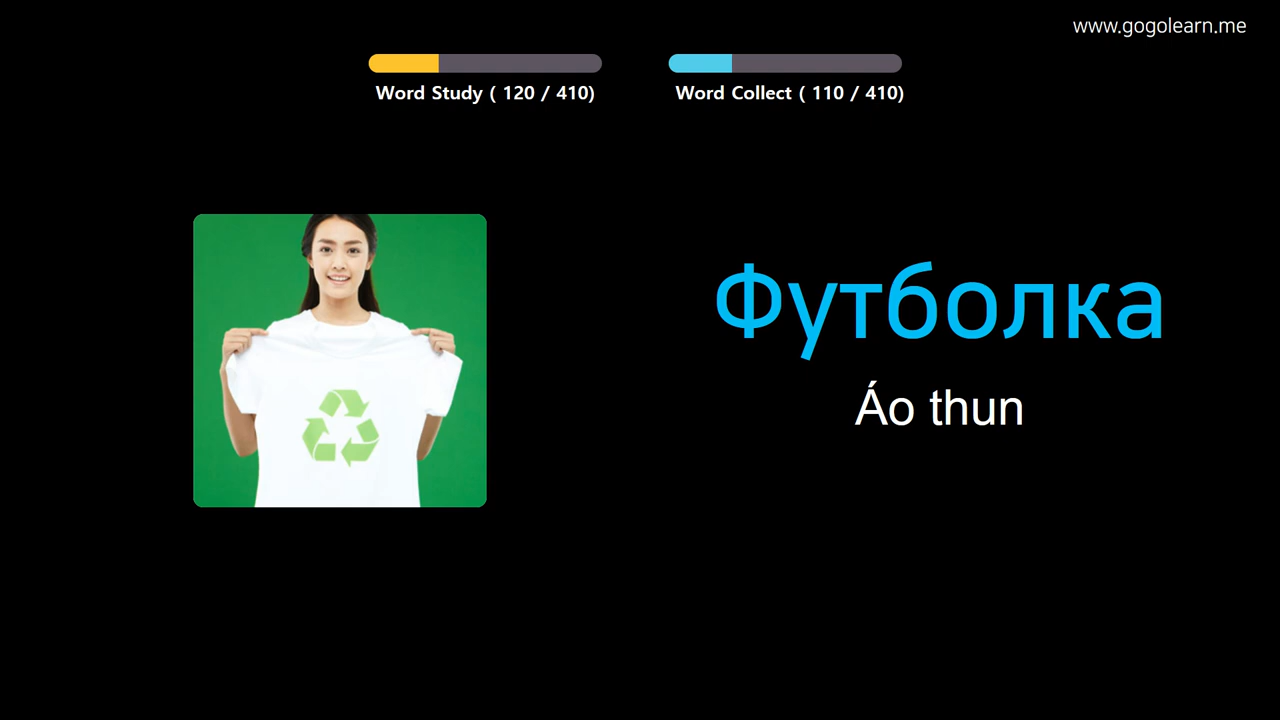 www.gogolearn.me
Word Study ( 120 / 410)
Word Collect ( 110 / 410)
Футболка
Áo thun